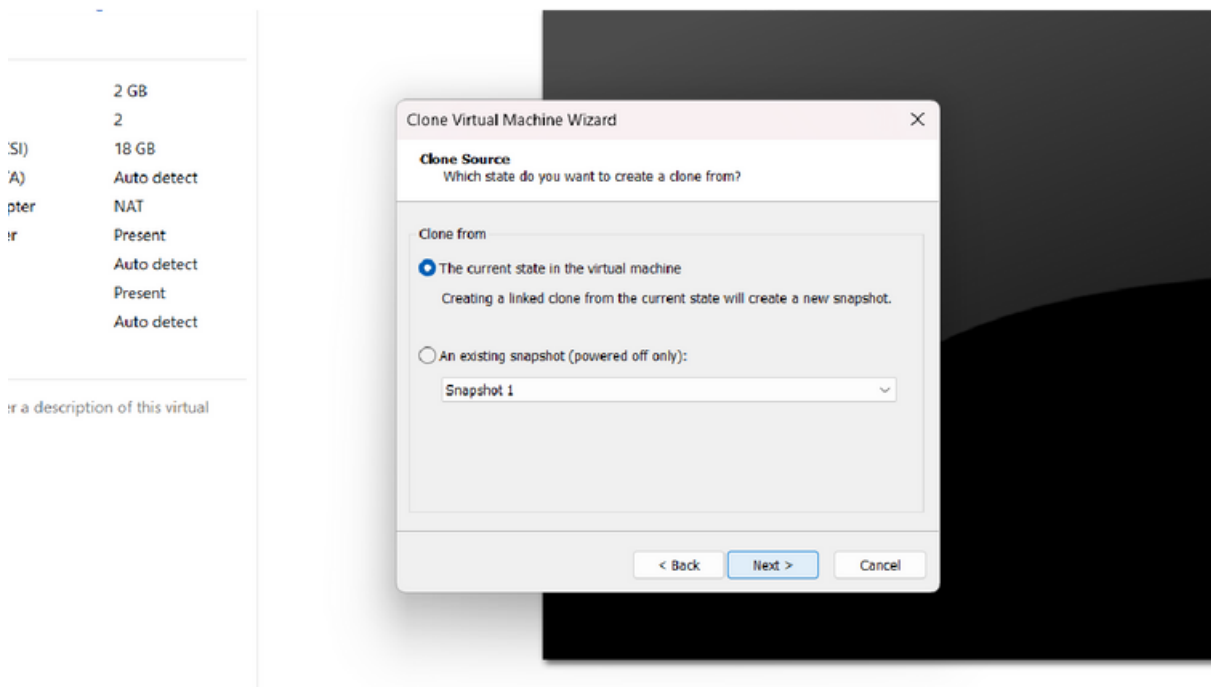 2 GB
2
SI) 18 GB
A) Auto detect
pter NAT
er Present
Auto detect
Present
Auto detect
er a description of this virtual
Clone Virtual Machine Wizard
Clone Source
Which state do you want to create a clone from?
Clone from
The current state in the virtual machine
Creating a linked clone from the current state will create a new snapshot.
An existing snapshot (powered off only):
Snapshot 1
< Back Next > Cancel